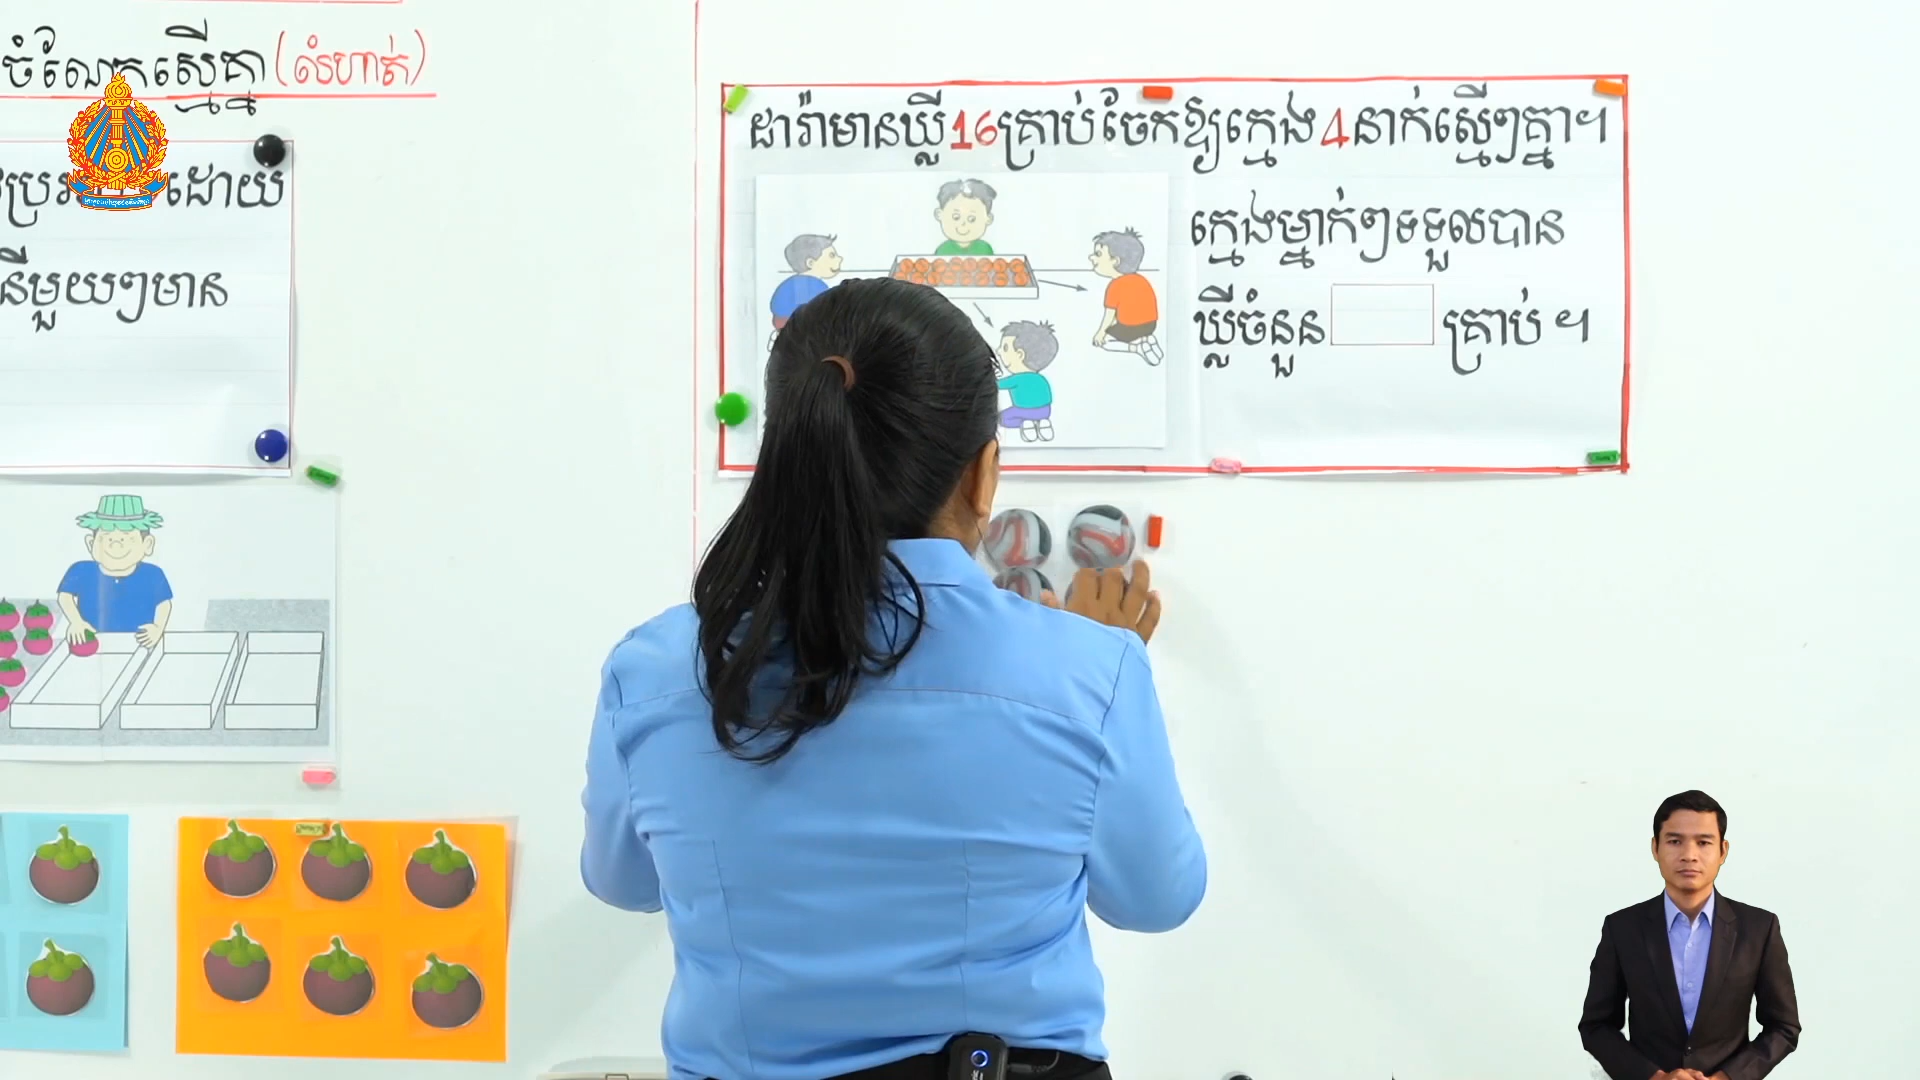 ចំណែកស្មើគ្នា (លំហាត់)
ដោយ
នីមួយៗមាន
ដារ៉ាមានឃ្លី 16 គ្រាប់ចែកឱ្យក្មេង 4 នាក់ស្មើៗគ្នា។
ក្មេងម្នាក់ៗទទួលបាន
ឃ្លីចំនួន គ្រាប់ ។